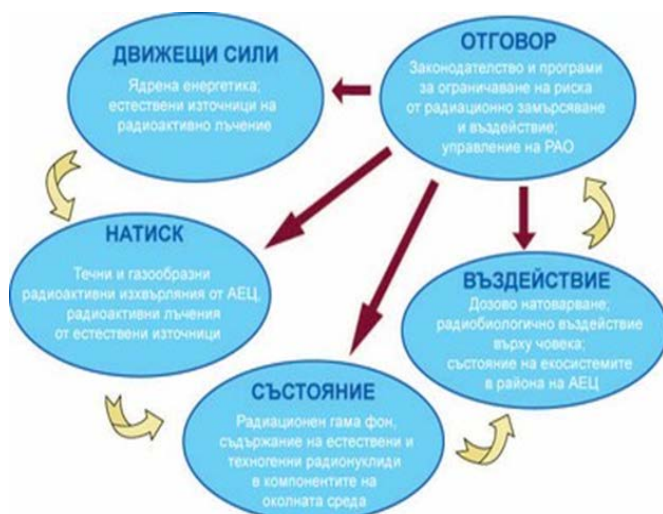 ДВИЖЕЩИ СИЛИ
Ядрена енергетика;
естествени източници на
радиоактивно лъчение
ОТГОВОР
Законодателство и програми
за ограничаване на риска
от радиационно замърсяване
и въздействие;
управление на РАО
НАТИСК
Течни и газообразни
радиоактивни изхвърляния от АЕЦ,
радиоактивни лъчения
от естествени източници
ВЪЗДЕЙСТВИЕ
Дозово натоварване;
радиобиологично въздействие
върху човека;
състояние на екосистемите
в района на АЕЦ
СЪСТОЯНИЕ
Радиационен гама фон,
съдържание на естествени и
техногенни радионуклиди
в компонентите на
околната среда